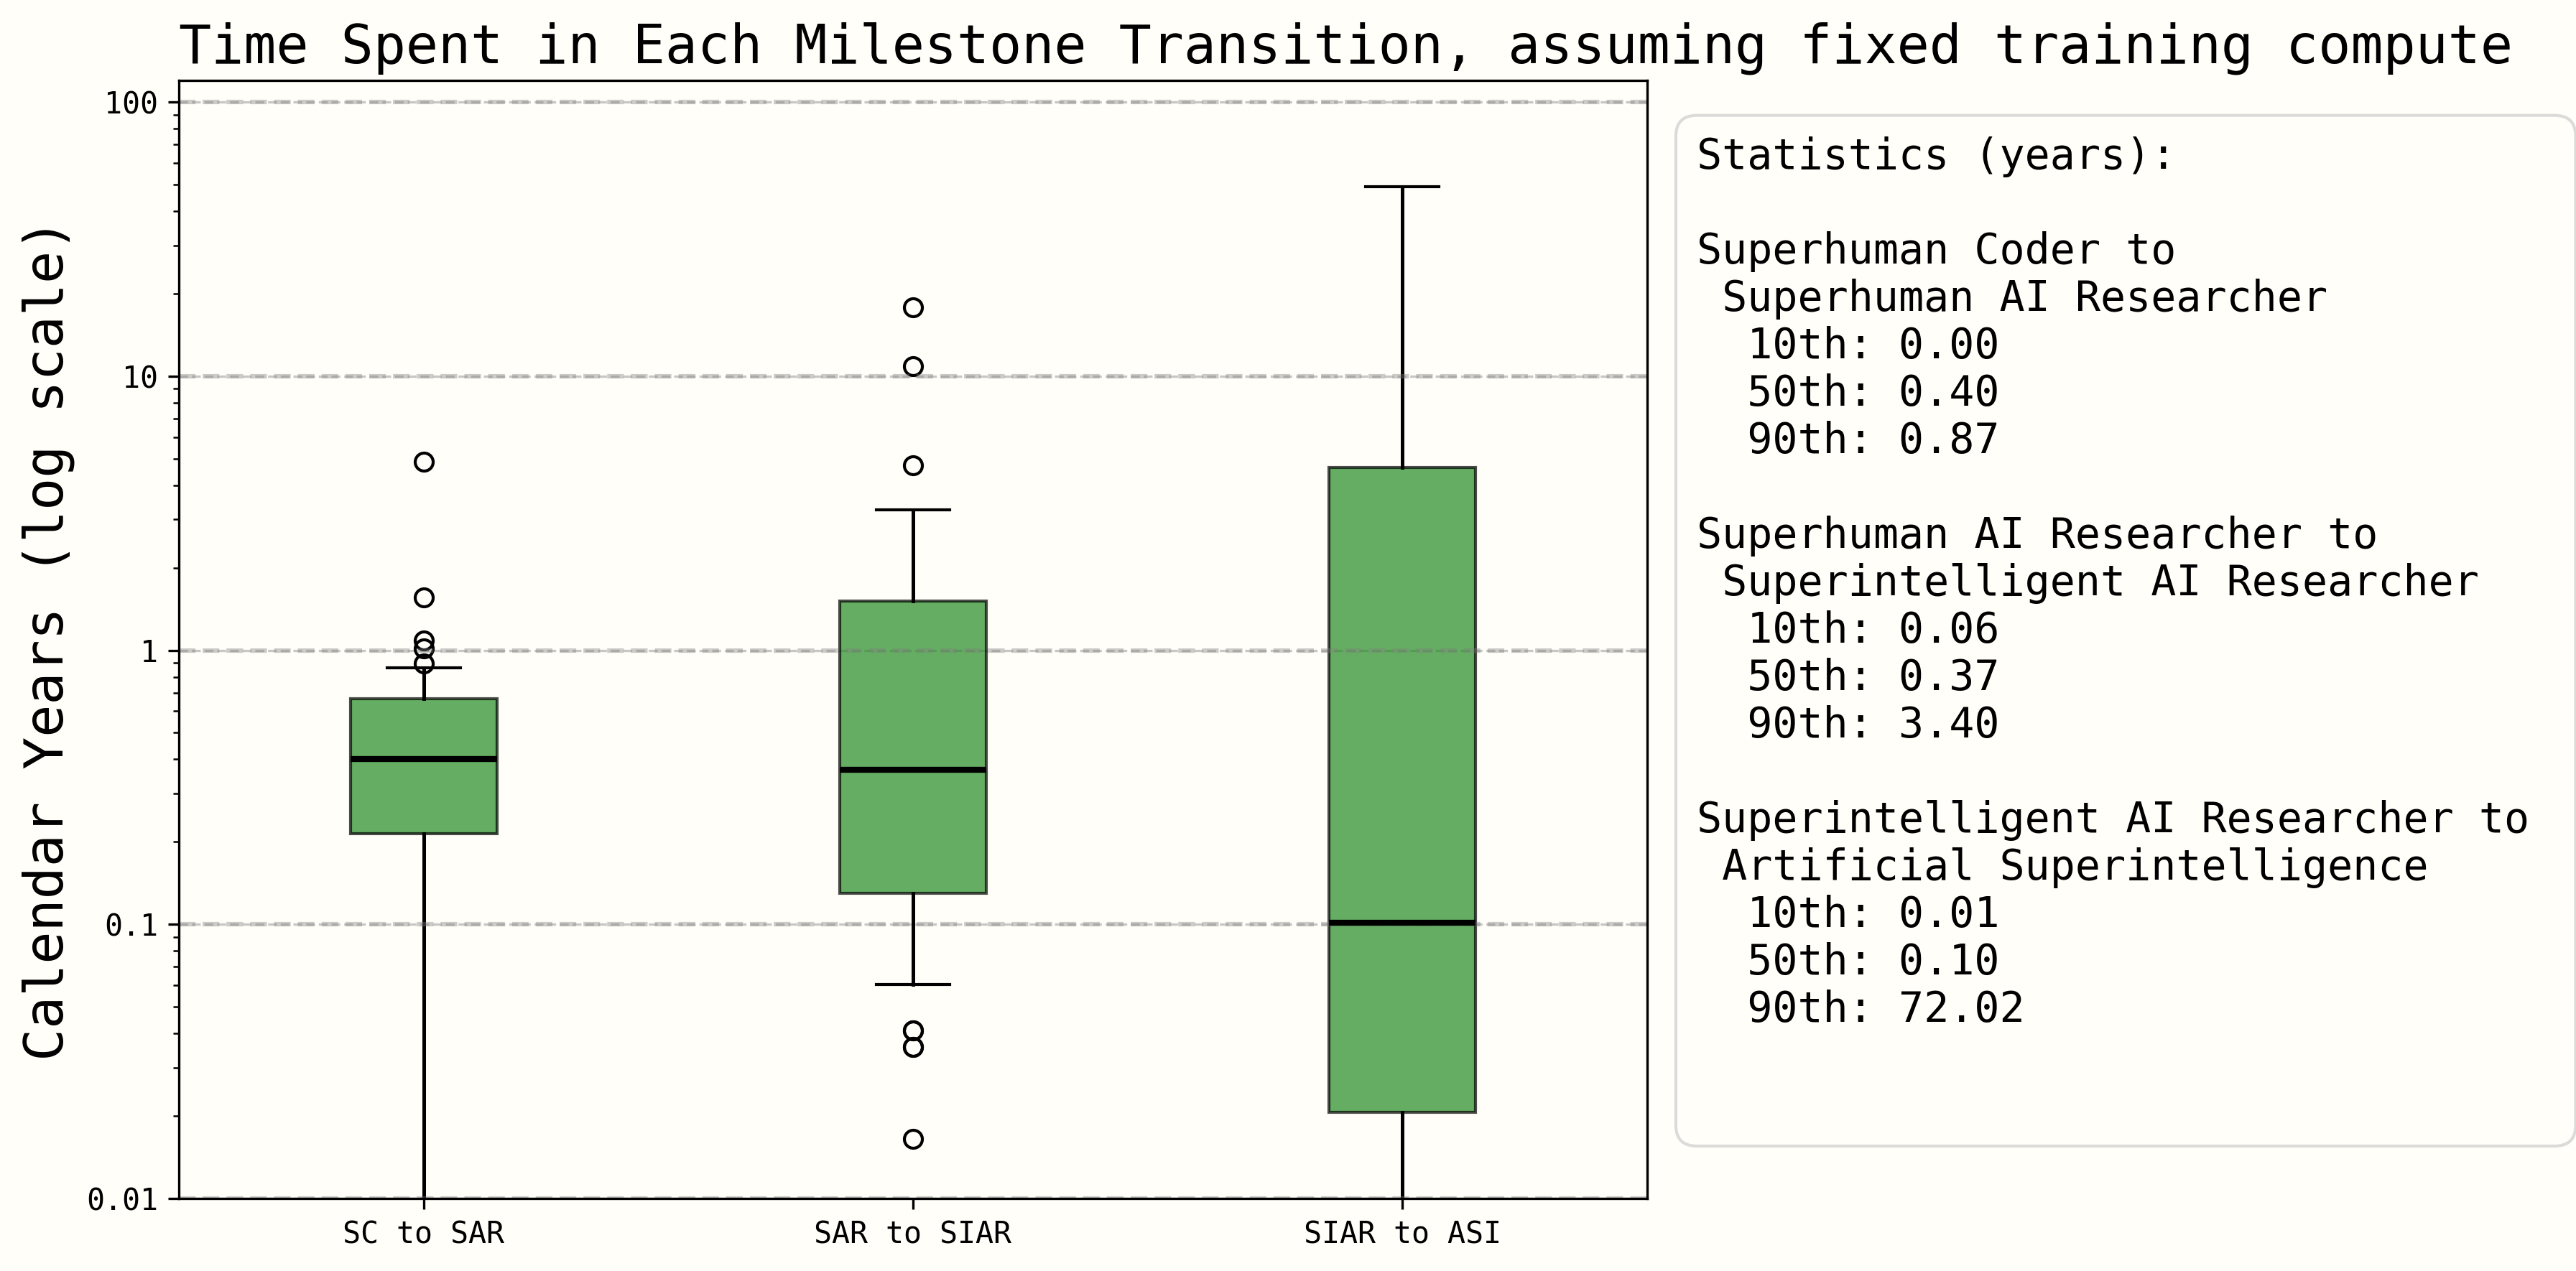 Time Spent in Each Milestone Transition, assuming fixed training compute
Calendar Years (log scale)
100
10
1
0.1
0.01
SC to SAR
SAR to SIAR
SIAR to ASI
Statistics (years):
Superhuman Coder to
Superhuman AI Researcher
10th: 0.00
50th: 0.40
90th: 0.87
Superhuman AI Researcher to
Superintelligent AI Researcher
10th: 0.06
50th: 0.37
90th: 3.40
Superintelligent AI Researcher to
Artificial Superintelligence
10th: 0.01
50th: 0.10
90th: 72.02